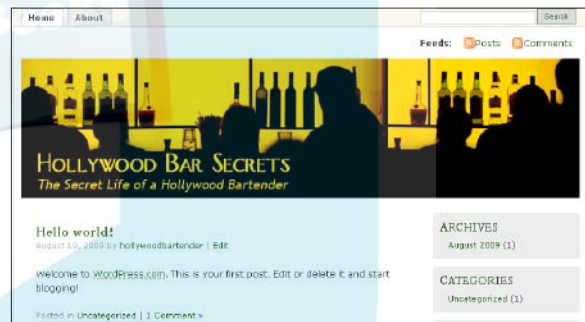 Home About Search
Feeds: Posts Comments
HOLLYWOOD BAR SECRETS
The Secret Life of a Hollywood Bartender
Hello world!
August 19, 2009 by hollywoodbartender | Edit
Welcome to WordPress.com. This is your first post. Edit or delete it and start
blogging!
Posted in Uncategorized | 1 Comment »
ARCHIVES
August 2009 (1)
CATEGORIES
Uncategorized (1)